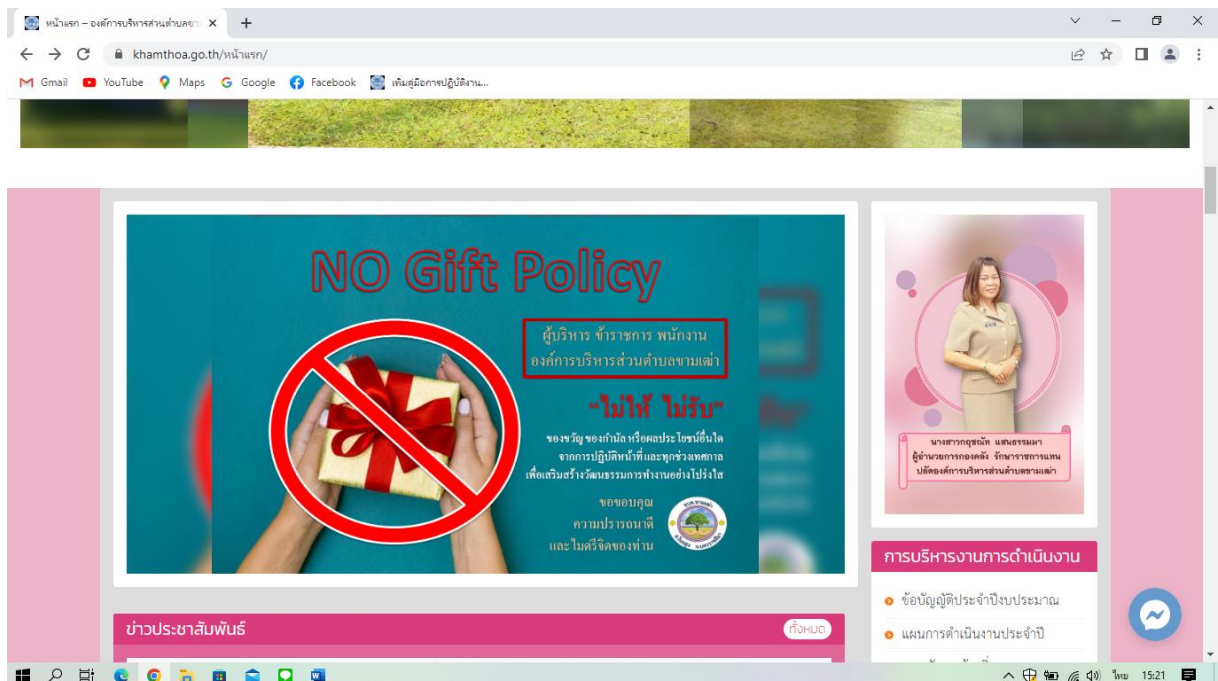 หน้าแรก – องค์การบริหารส่วนตำบลขา
khamthoa.go.th/หน้าแรก/
Gmail
YouTube
Maps
Google
Facebook
เพิ่มคู่มือการปฏิบัติงาน...
NO Gift Policy
ผู้บริหาร ข้าราชการ พนักงาน
องค์การบริหารส่วนตำบลขามเฒ่า
"ไม่ให้ ไม่รับ"
ของขวัญ ของกำนัล หรือผลประโยชน์อื่นใด
จากการปฏิบัติหน้าที่และทุกช่วงเทศกาล
เพื่อเสริมสร้างวัฒนธรรมการทำงานอย่างโปร่งใส
ขอขอบคุณ
ความปรารถนาดี
และไมตรีจิตของท่าน
ผู้อำนวยการกองคลัง รักษาราชการแทน
ปลัดองค์การบริหารส่วนตำบลขามเฒ่า
การบริหารงานการดำเนินงาน
ข้อบัญญัติประจำปีงบประมาณ
แผนการดำเนินงานประจำปี
ข่าวประชาสัมพันธ์
ทั้งหมด
ไทย
15:21